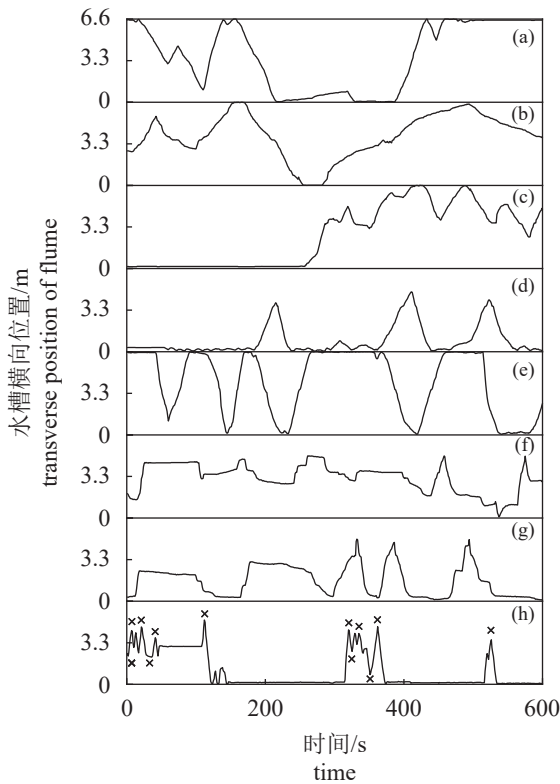 水槽横向位置/m
transverse position of flume
6.6
3.3
0
(a)
3.3
0
(b)
3.3
0
(c)
3.3
0
(d)
3.3
0
(e)
3.3
0
(f)
3.3
0
(g)
3.3
0
(h)
0 200 400 600
时间/s
time